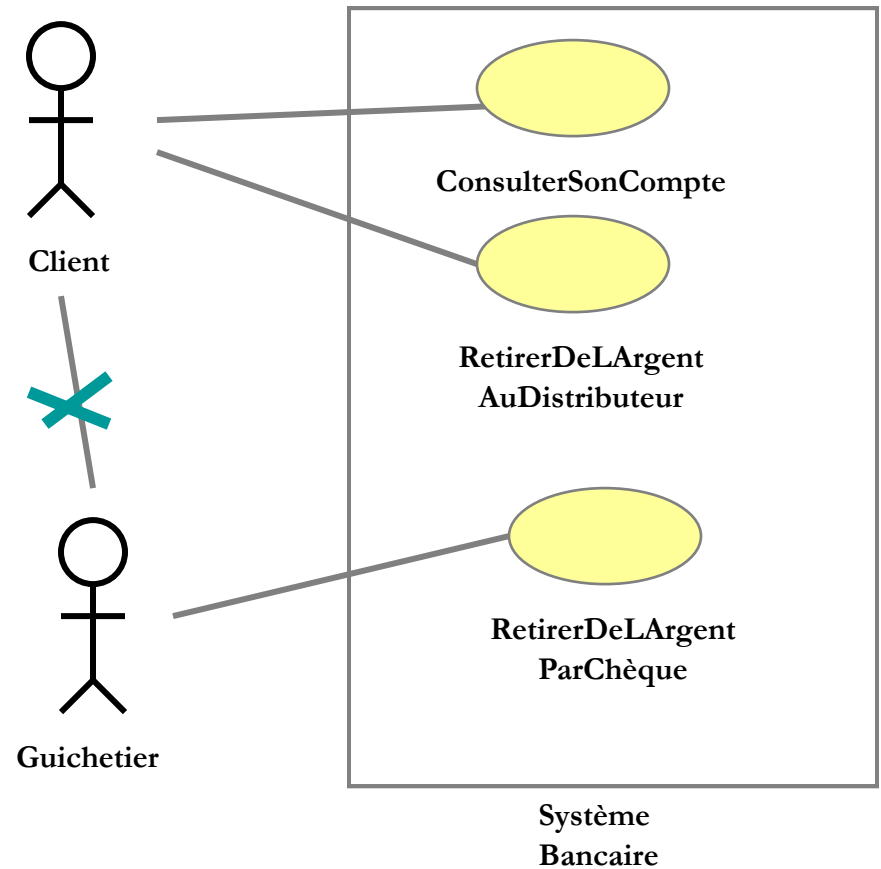 ConsulterSonCompte
Client
RetirerDeLArgent
AuDistributeur
RetirerDeLArgent
ParChèque
Guichetier
Système
Bancaire